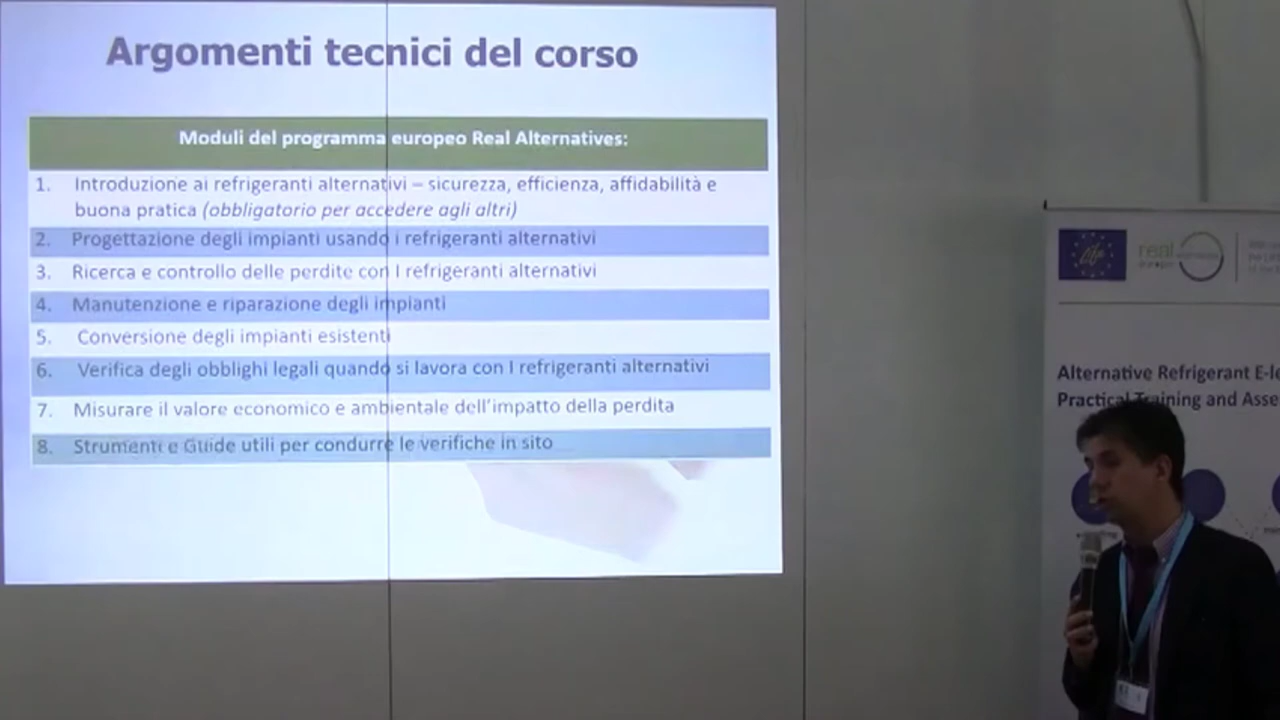 Argomenti tecnici del corso
Moduli del programma europeo Real Alternatives:
1. Introduzione ai refrigeranti alternativi – sicurezza, efficienza, affidabilità e
buona pratica (obbligatorio per accedere agli altri)
2. Progettazione degli impianti usando i refrigeranti alternativi
3. Ricerca e controllo delle perdite con I refrigeranti alternativi
4. Manutenzione e riparazione degli impianti
5. Conversione degli impianti esistenti
6. Verifica degli obblighi legali quando si lavora con I refrigeranti alternativi
7. Misurare il valore economico e ambientale dell'impatto della perdita
8. Strumenti e Guide utili per condurre le verifiche in sito
real
europe
Alternative Refrigerant E-le
Practical Training and Asse